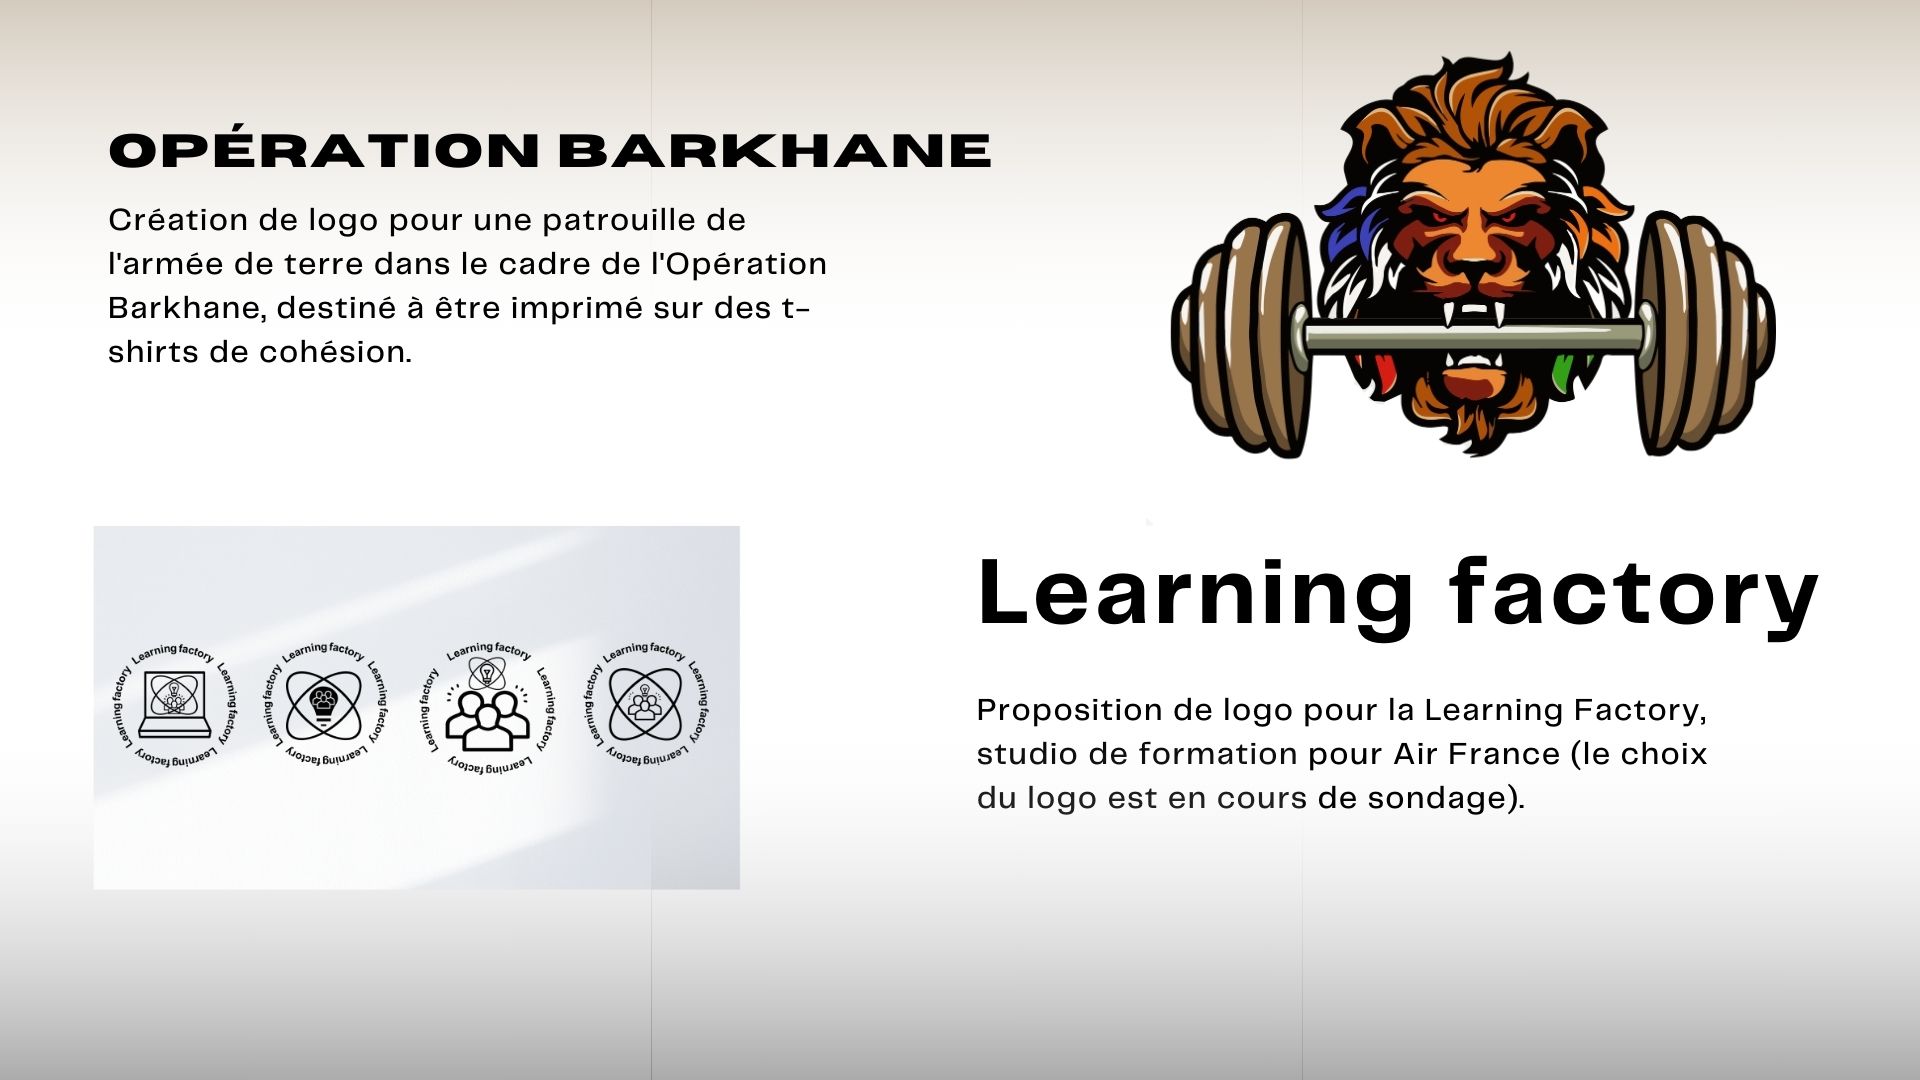 OPÉRATION BARKHANE
Création de logo pour une patrouille de
l'armée de terre dans le cadre de l'Opération
Barkhane, destiné à être imprimé sur des t-
shirts de cohésion.
Learning factory Learning factory Learning factory Learning factory
Learning factory Learning factory Learning factory Learning factory
Learning factory Learning factory Learning factory Learning factory
Learning factory Learning factory Learning factory Learning factory
Learning factory
Proposition de logo pour la Learning Factory,
studio de formation pour Air France (le choix
du logo est en cours de sondage).